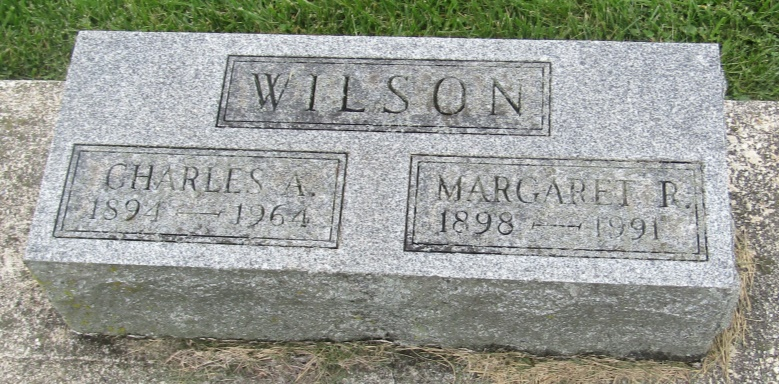 WILSON
CHARLES A.
1894 — 1964
MARGARET R.
1898 — 1991